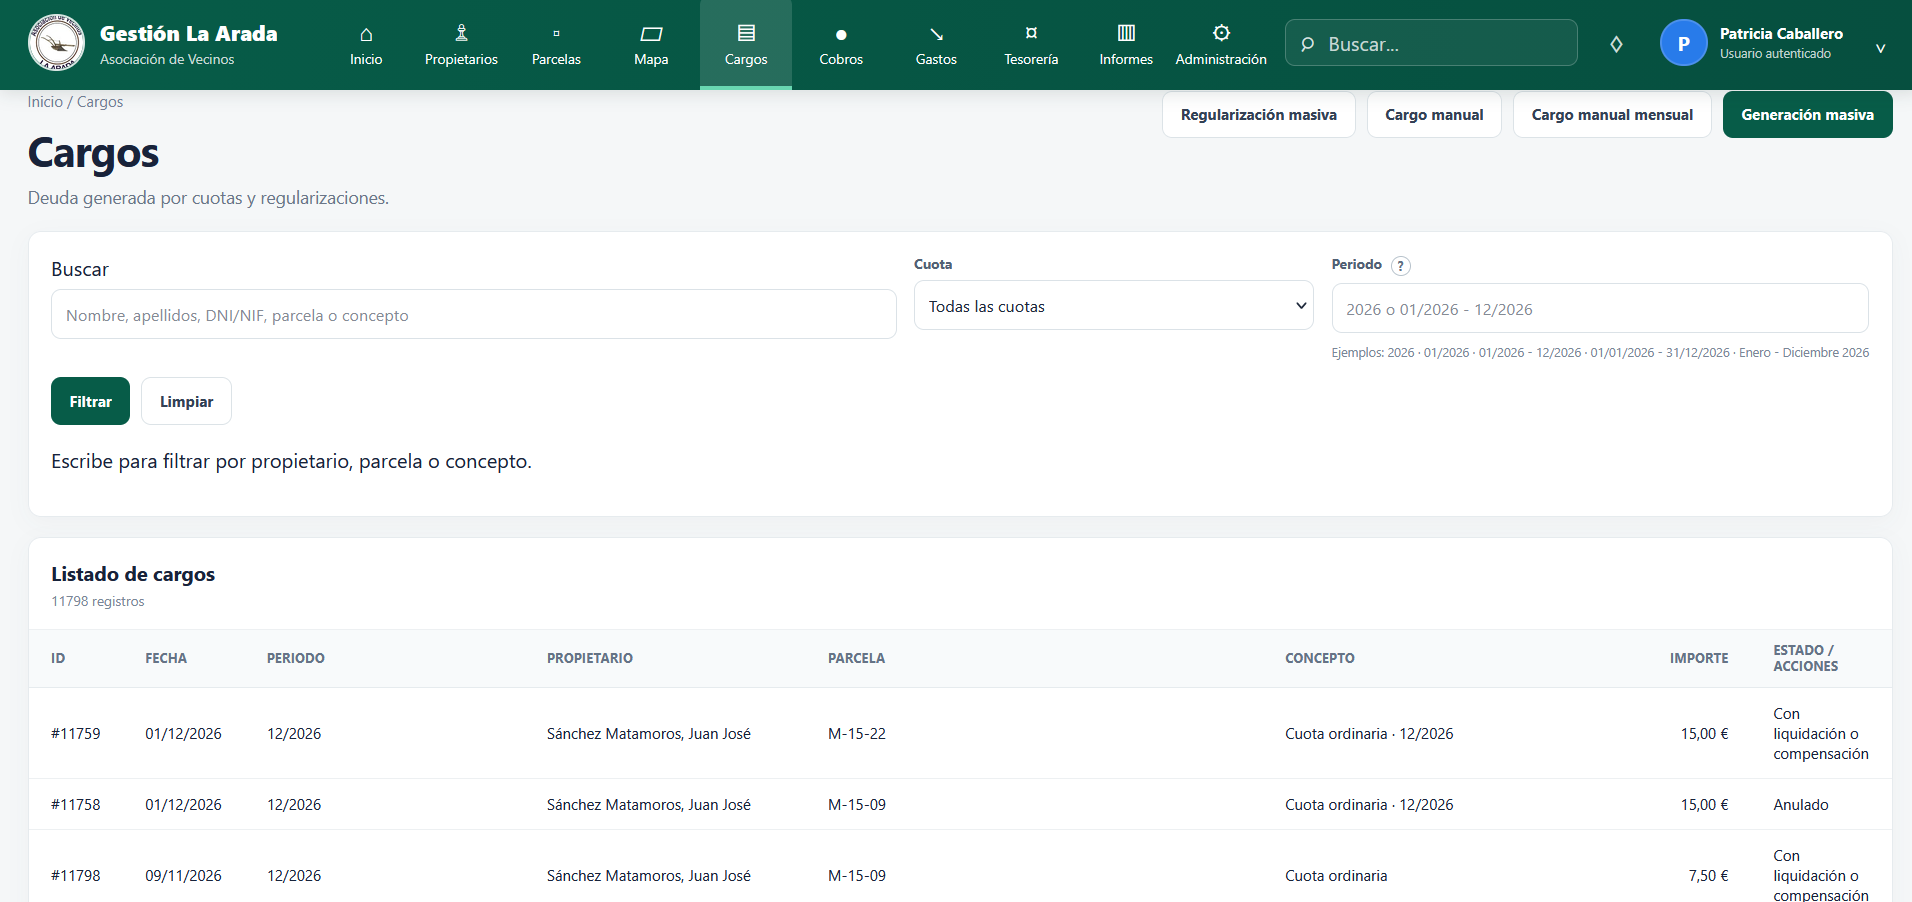 Gestión La Arada
Asociación de Vecinos
Inicio
Propietarios
Parcelas
Mapa
Cargos
Cobros
Gastos
Tesorería
Informes
Administración
Buscar...
P
Patricia Caballero
Usuario autenticado
Inicio / Cargos
Regularización masiva
Cargo manual
Cargo manual mensual
Generación masiva
Cargos
Deuda generada por cuotas y regularizaciones.
Buscar
Nombre, apellidos, DNI/NIF, parcela o concepto
Cuota
Todas las cuotas
Periodo ?
2026 o 01/2026 - 12/2026
Ejemplos: 2026 · 01/2026 · 01/2026 - 12/2026 · 01/01/2026 - 31/12/2026 · Enero - Diciembre 2026
Filtrar
Limpiar
Escribe para filtrar por propietario, parcela o concepto.
Listado de cargos
11798 registros
ID FECHA PERIODO PROPIETARIO PARCELA CONCEPTO IMPORTE ESTADO /
ACCIONES
#11759 01/12/2026 12/2026 Sánchez Matamoros, Juan José M-15-22 Cuota ordinaria · 12/2026 15,00 € Con
liquidación o
compensación
#11758 01/12/2026 12/2026 Sánchez Matamoros, Juan José M-15-09 Cuota ordinaria · 12/2026 15,00 € Anulado
#11798 09/11/2026 12/2026 Sánchez Matamoros, Juan José M-15-09 Cuota ordinaria 7,50 € Con
liquidación o
compensación